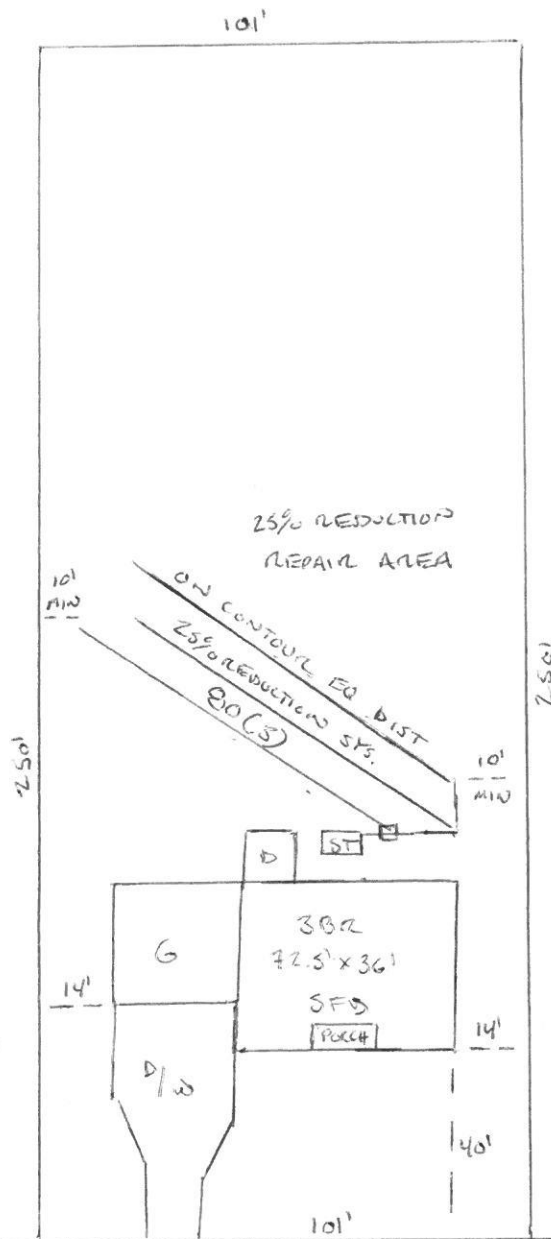 101'
25% REDUCTION
REPAIR AREA
10'
MIN
ON CONTOUR EQ DIST
25% REDUCTION SYS.
80(3)
250'
250'
10'
MIN
D
ST
G
3BR
72.5' x 36'
SFD
PORCH
14'
14'
D/W
40'
101'